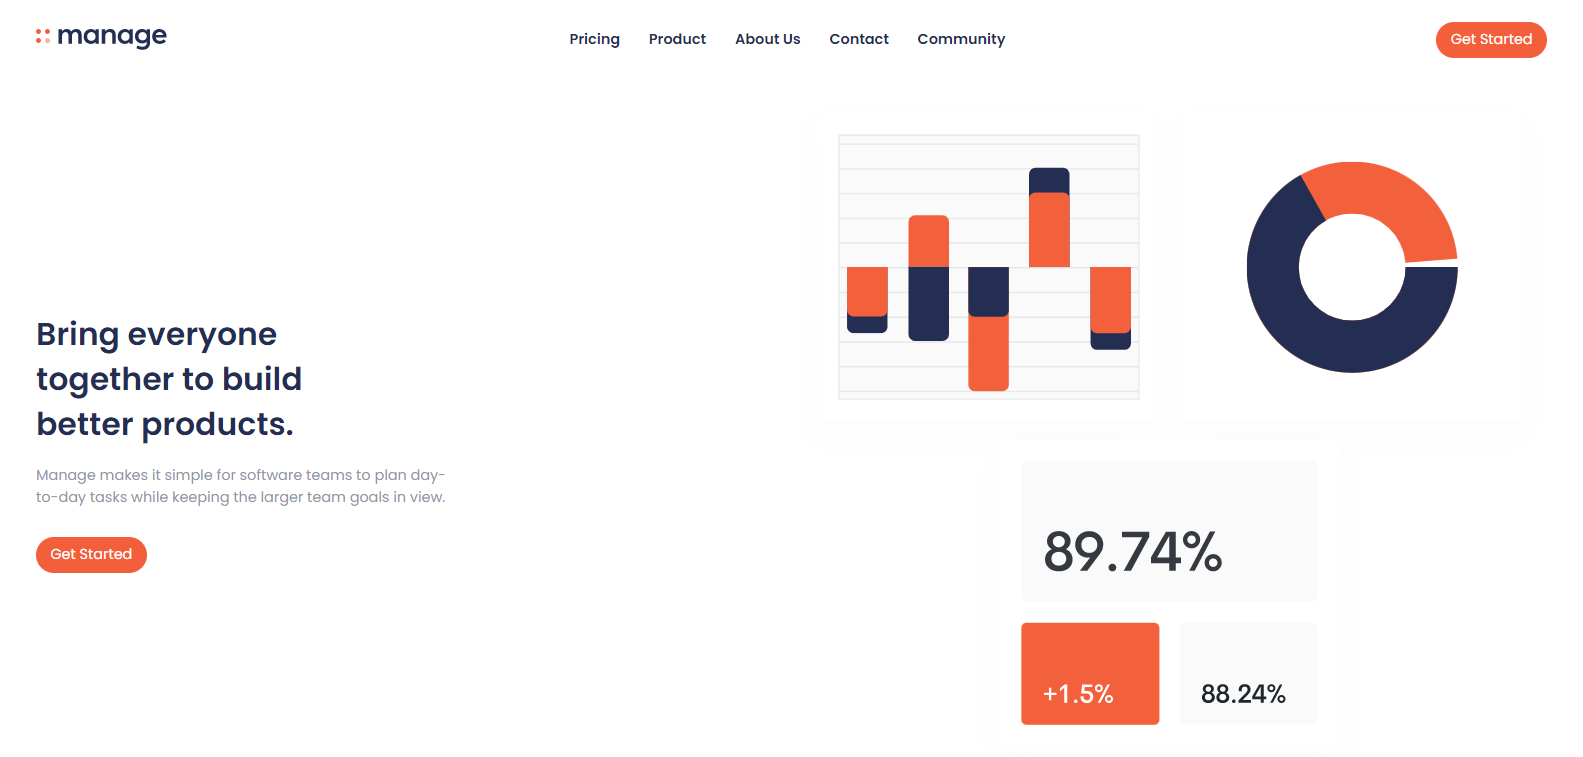 manage
Pricing Product About Us Contact Community
Get Started
Bring everyone
together to build
better products.
Manage makes it simple for software teams to plan day-
to-day tasks while keeping the larger team goals in view.
Get Started
89.74%
+1.5%
88.24%